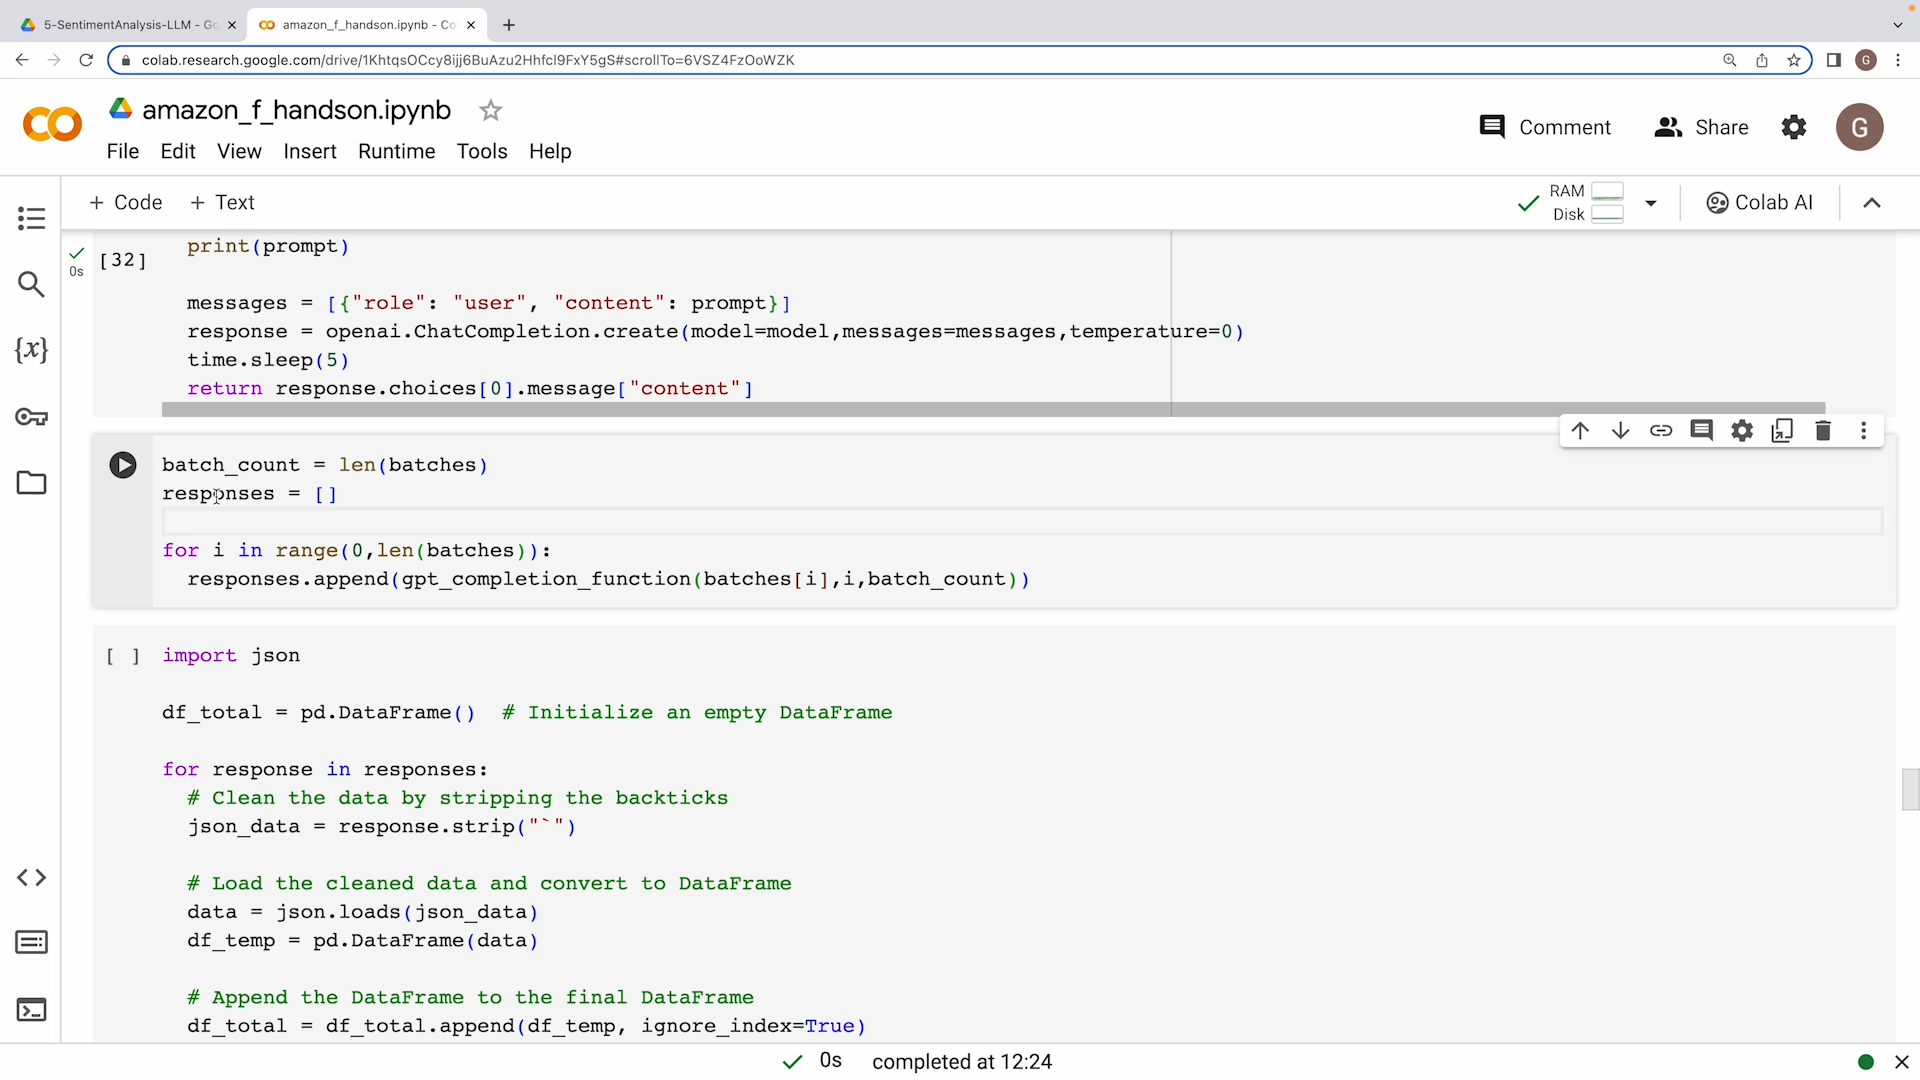 5-SentimentAnalysis-LLM - Go
amazon_f_handson.ipynb - Co
colab.research.google.com/drive/1KhtqsOCcy8ijj6BuAzu2Hhfcl9FxY5gS#scrollTo=6VSZ4FzOoWZK
G
CO
amazon_f_handson.ipynb
Comment
Share
G
File Edit View Insert Runtime Tools Help
+ Code + Text
RAM
Disk
Colab AI
0s
[32]
print(prompt)
messages = [{"role": "user", "content": prompt}]
response = openai.ChatCompletion.create(model=model,messages=messages,temperature=0)
time.sleep(5)
return response.choices[0].message["content"]
batch_count = len(batches)
responses = []
for i in range(0,len(batches)):
responses.append(gpt_completion_function(batches[i],i,batch_count))
[ ] import json
df_total = pd.DataFrame() # Initialize an empty DataFrame
for response in responses:
# Clean the data by stripping the backticks
json_data = response.strip("`")
# Load the cleaned data and convert to DataFrame
data = json.loads(json_data)
df_temp = pd.DataFrame(data)
# Append the DataFrame to the final DataFrame
df_total = df_total.append(df_temp, ignore_index=True)
0s completed at 12:24